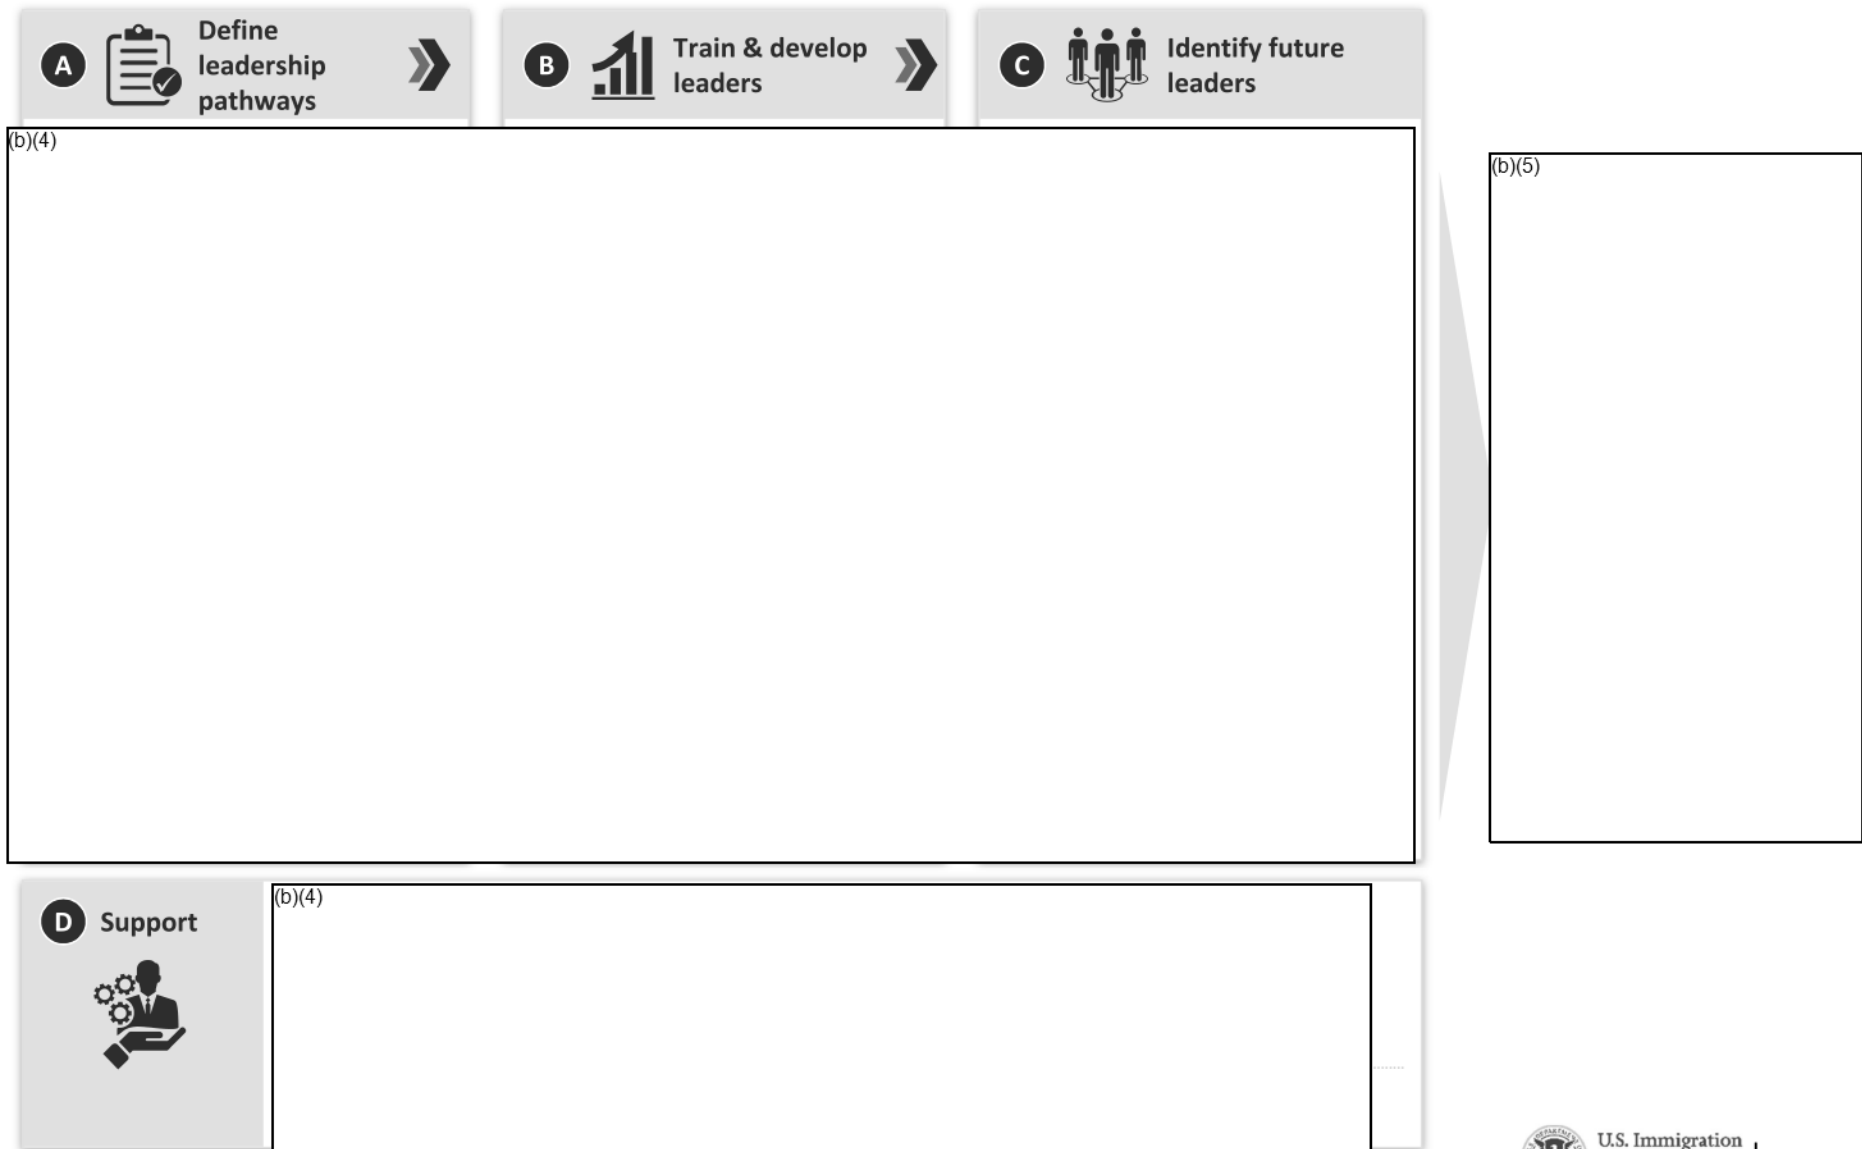 A
Define
leadership
pathways
B
Train & develop
leaders
C
Identify future
leaders
(b)(4)
(b)(5)
D
Support
(b)(4)
U.S. Immigration